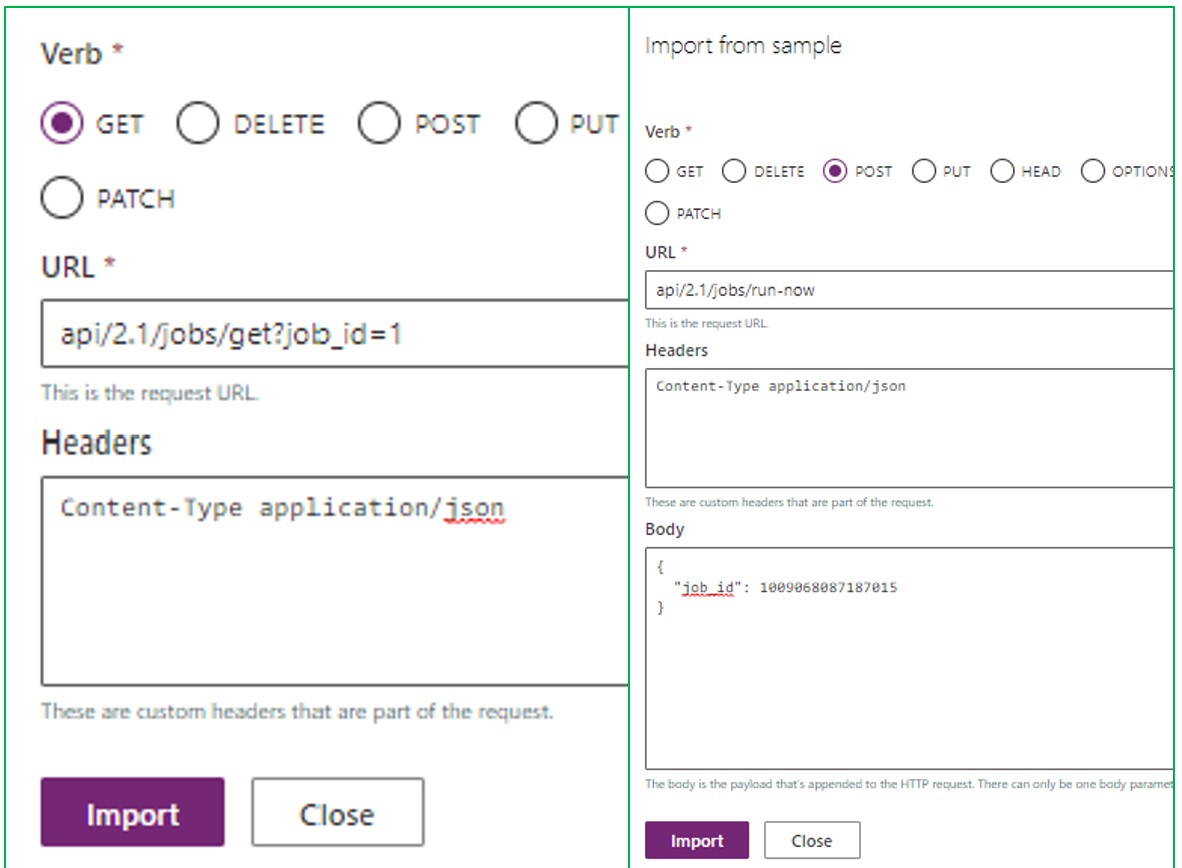 Verb *
GET DELETE POST PUT
PATCH
URL *
api/2.1/jobs/get?job_id=1
This is the request URL.
Headers
Content-Type application/json
These are custom headers that are part of the request.
Import Close
Import from sample
Verb *
GET DELETE POST PUT HEAD OPTIONS
PATCH
URL *
api/2.1/jobs/run-now
This is the request URL.
Headers
Content-Type application/json
These are custom headers that are part of the request.
Body
{
"job_id": 1009068087187015
}
The body is the payload that's appended to the HTTP request. There can only be one body paramet
Import Close